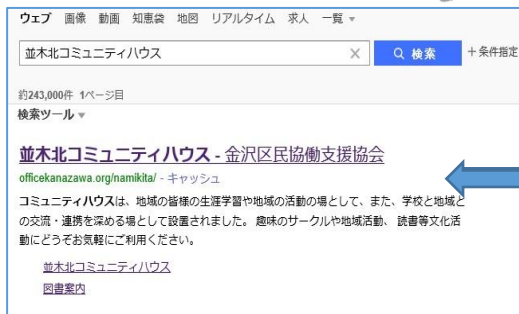 ウェブ 画像 動画 知恵袋 地図 リアルタイム 求人 一覧 ▼
並木北コミュニティハウス × 検索 +条件指定
約243,000件 1ページ目
検索ツール ▼
並木北コミュニティハウス - 金沢区民協働支援協会
officekanazawa.org/namikita/ - キャッシュ
コミュニティハウスは、地域の皆様の生涯学習や地域の活動の場として、また、学校と地域と
の交流・連携を深める場として設置されました。 趣味のサークルや地域活動、 読書等文化活
動にどうぞお気軽にご利用ください。
並木北コミュニティハウス
図書案内